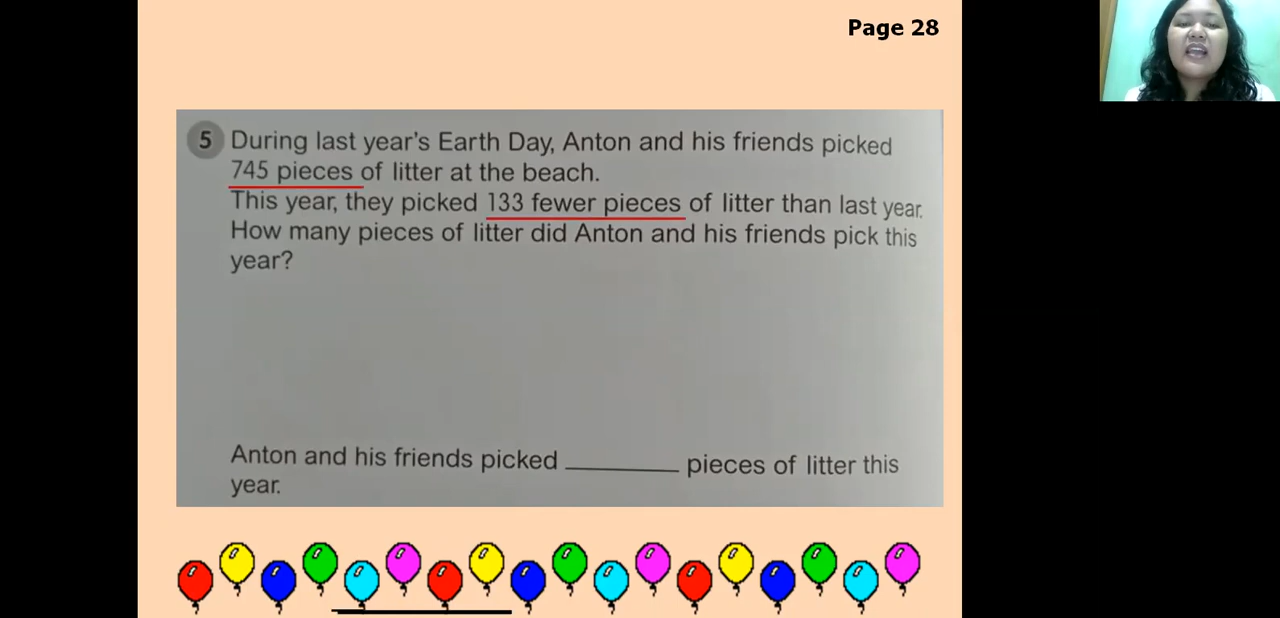 Page 28
5 During last year's Earth Day, Anton and his friends picked
745 pieces of litter at the beach.
This year, they picked 133 fewer pieces of litter than last year.
How many pieces of litter did Anton and his friends pick this
year?
Anton and his friends picked ________ pieces of litter this
year.